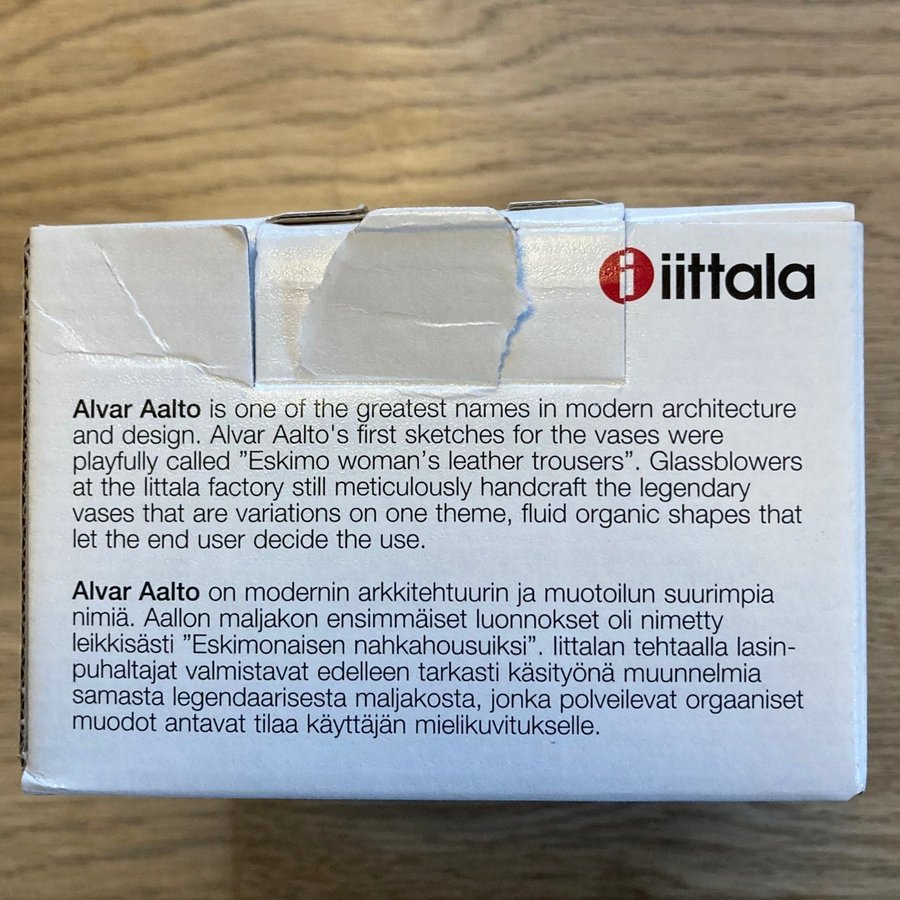 iittala
Alvar Aalto is one of the greatest names in modern architecture
and design. Alvar Aalto's first sketches for the vases were
playfully called ”Eskimo woman’s leather trousers”. Glassblowers
at the Iittala factory still meticulously handcraft the legendary
vases that are variations on one theme, fluid organic shapes that
let the end user decide the use.
Alvar Aalto on modernin arkkitehtuurin ja muotoilun suurimpia
nimiä. Aallon maljakon ensimmäiset luonnokset oli nimetty
leikkisästi ”Eskimonaisen nahkahousuiksi”. Iittalan tehtaalla lasin-
puhaltajat valmistavat edelleen tarkasti käsityönä muunnelmia
samasta legendaarisesta maljakosta, jonka polveilevat orgaaniset
muodot antavat tilaa käyttäjän mielikuvitukselle.